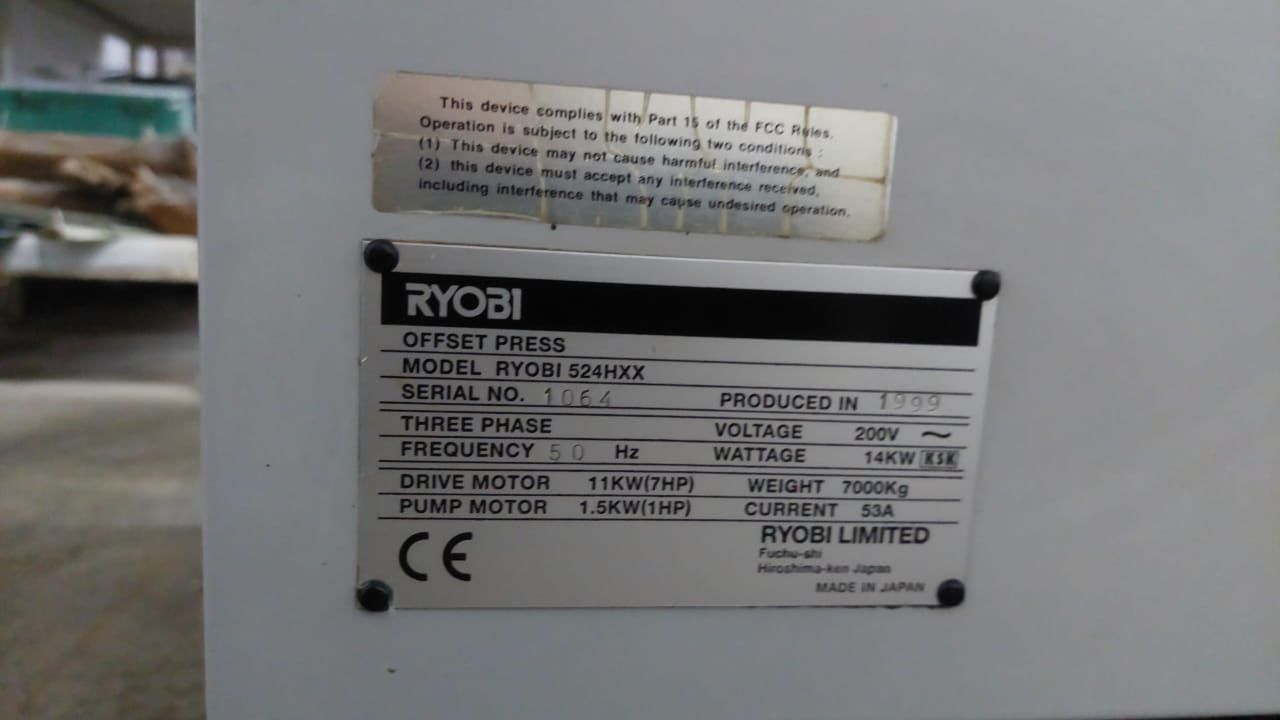 This device complies with Part 15 of the FCC Rules.
Operation is subject to the following two conditions :
(1) This device may not cause harmful interference, and
(2) this device must accept any interference received,
including interference that may cause undesired operation.
RYOBI
OFFSET PRESS
MODEL RYOBI 524HXX
SERIAL NO. 1064 PRODUCED IN 1999
THREE PHASE VOLTAGE 200V ~
FREQUENCY 50 Hz WATTAGE 14KW KSK
DRIVE MOTOR 11KW(7HP) WEIGHT 7000Kg
PUMP MOTOR 1.5KW(1HP) CURRENT 53A
CE
RYOBI LIMITED
Fuchu-shi
Hiroshima-ken Japan
MADE IN JAPAN